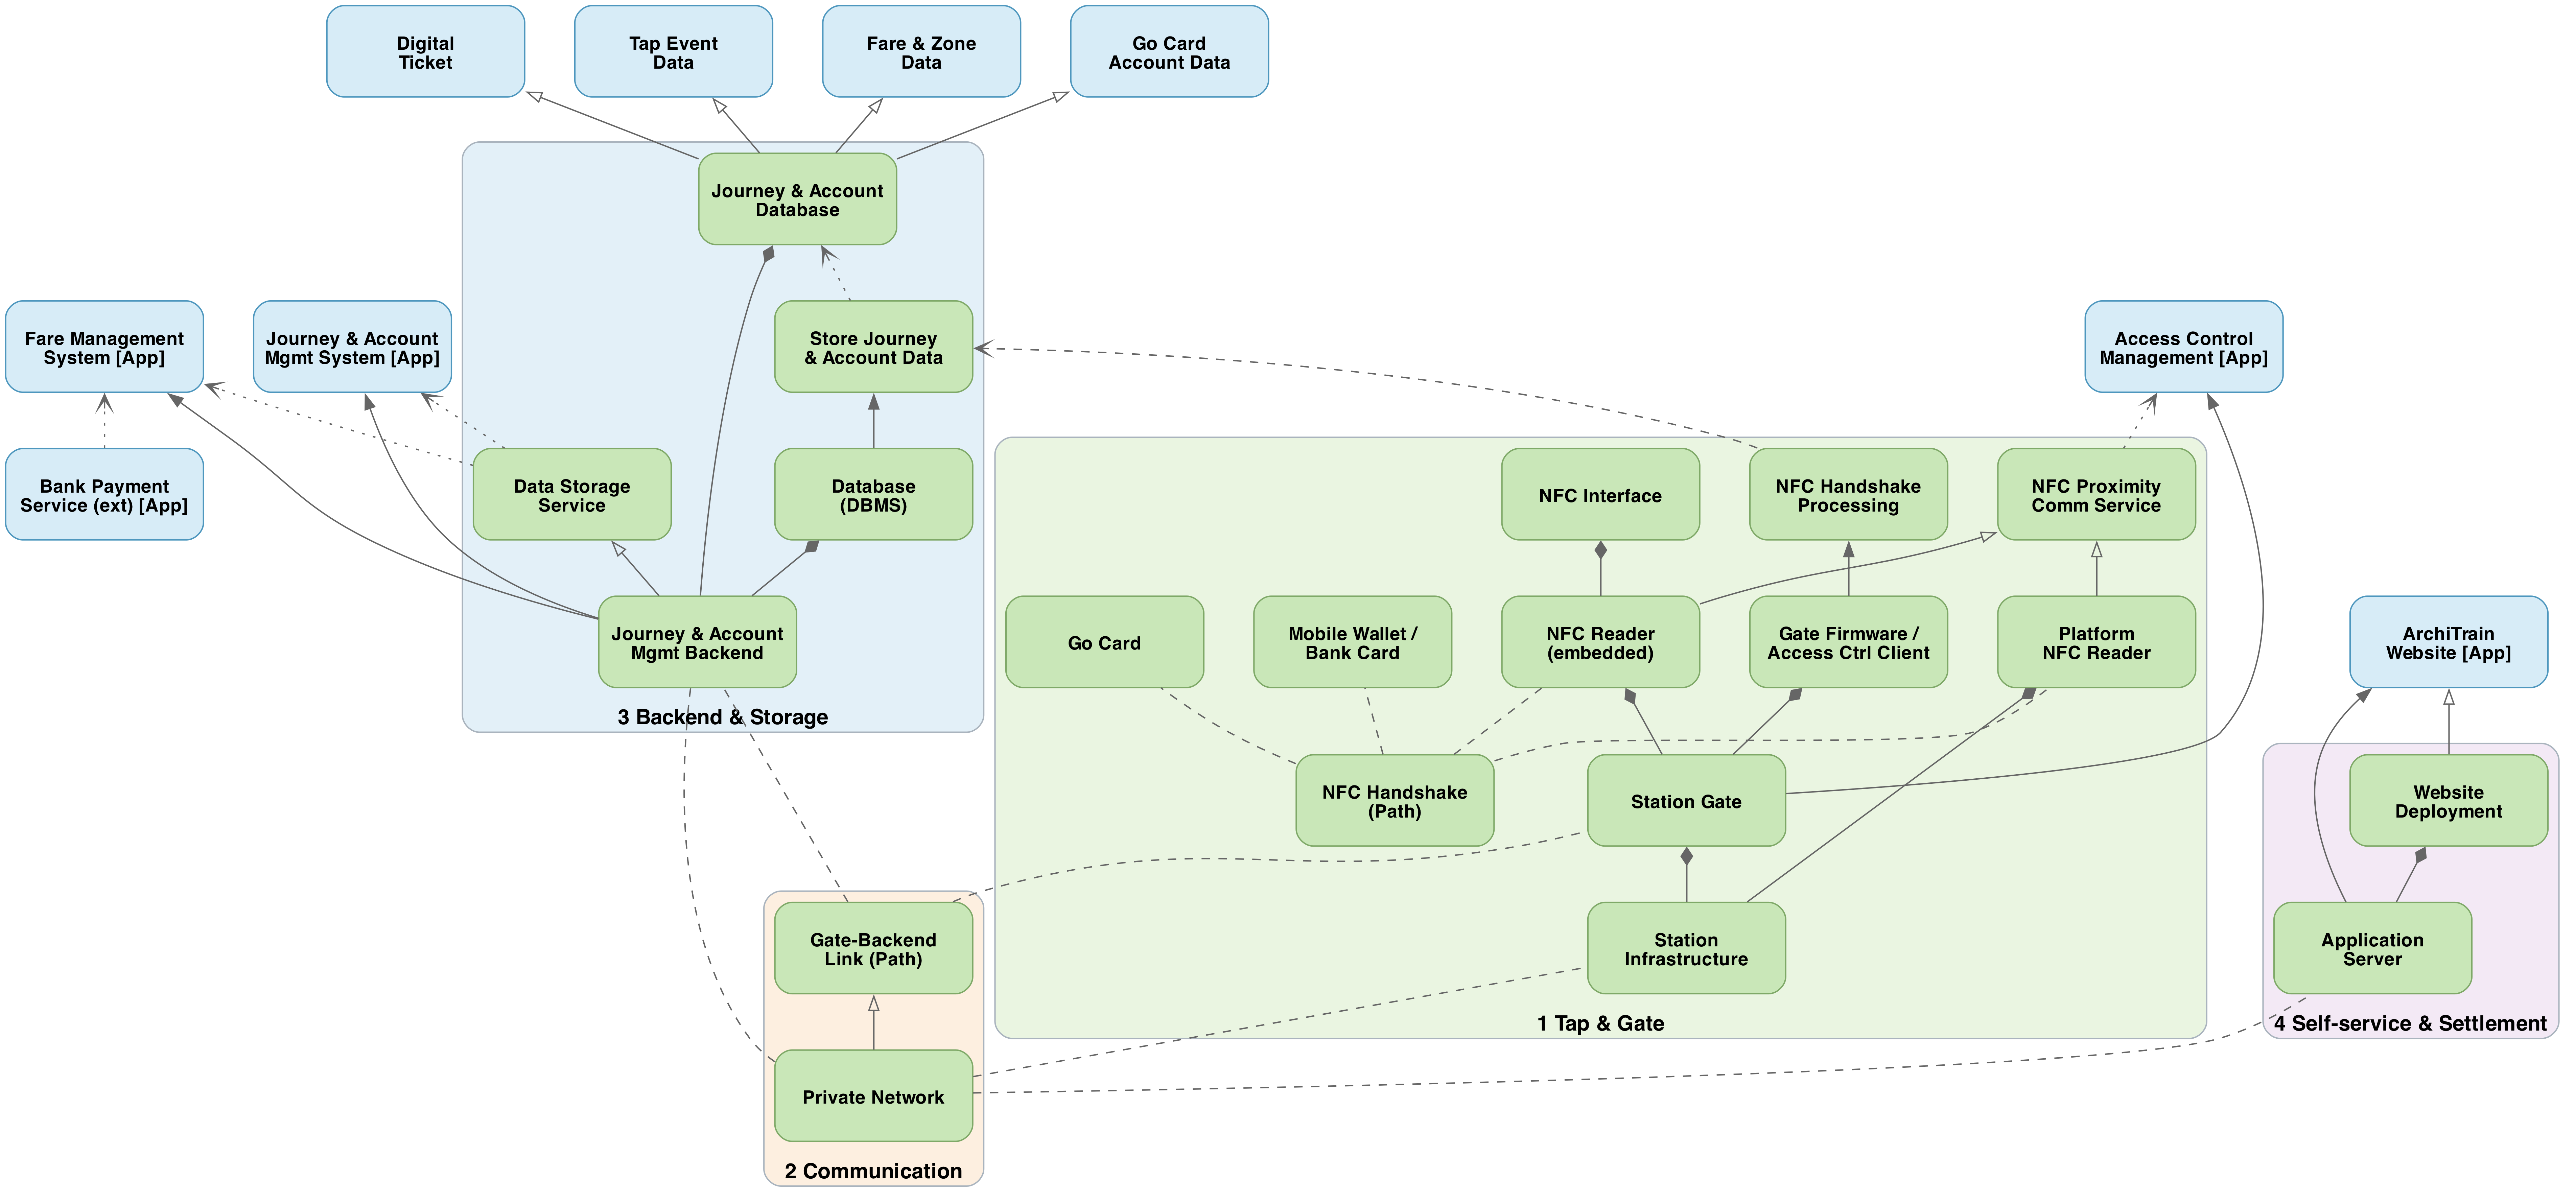 Digital
Ticket
Tap Event
Data
Fare & Zone
Data
Go Card
Account Data
Journey & Account
Database
Fare Management
System [App]
Journey & Account
Mgmt System [App]
Store Journey
& Account Data
Access Control
Management [App]
Bank Payment
Service (ext) [App]
Data Storage
Service
Database
(DBMS)
NFC Interface
NFC Handshake
Processing
NFC Proximity
Comm Service
Journey & Account
Mgmt Backend
Go Card
Mobile Wallet /
Bank Card
NFC Reader
(embedded)
Gate Firmware /
Access Ctrl Client
Platform
NFC Reader
ArchiTrain
Website [App]
3 Backend & Storage
NFC Handshake
(Path)
Station Gate
Website
Deployment
Gate-Backend
Link (Path)
Station
Infrastructure
Application
Server
1 Tap & Gate
4 Self-service & Settlement
Private Network
2 Communication